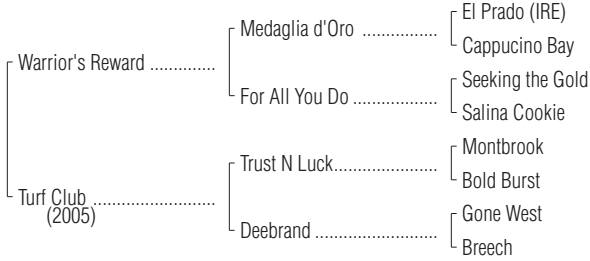 El Prado (IRE)
Medaglia d'Oro ................
Cappucino Bay
Warrior's Reward ..............
Seeking the Gold
For All You Do ..................
Salina Cookie
Montbrook
Trust N Luck........................
Bold Burst
Turf Club ..........................
(2005)
Gone West
Deebrand ...........................
Breech